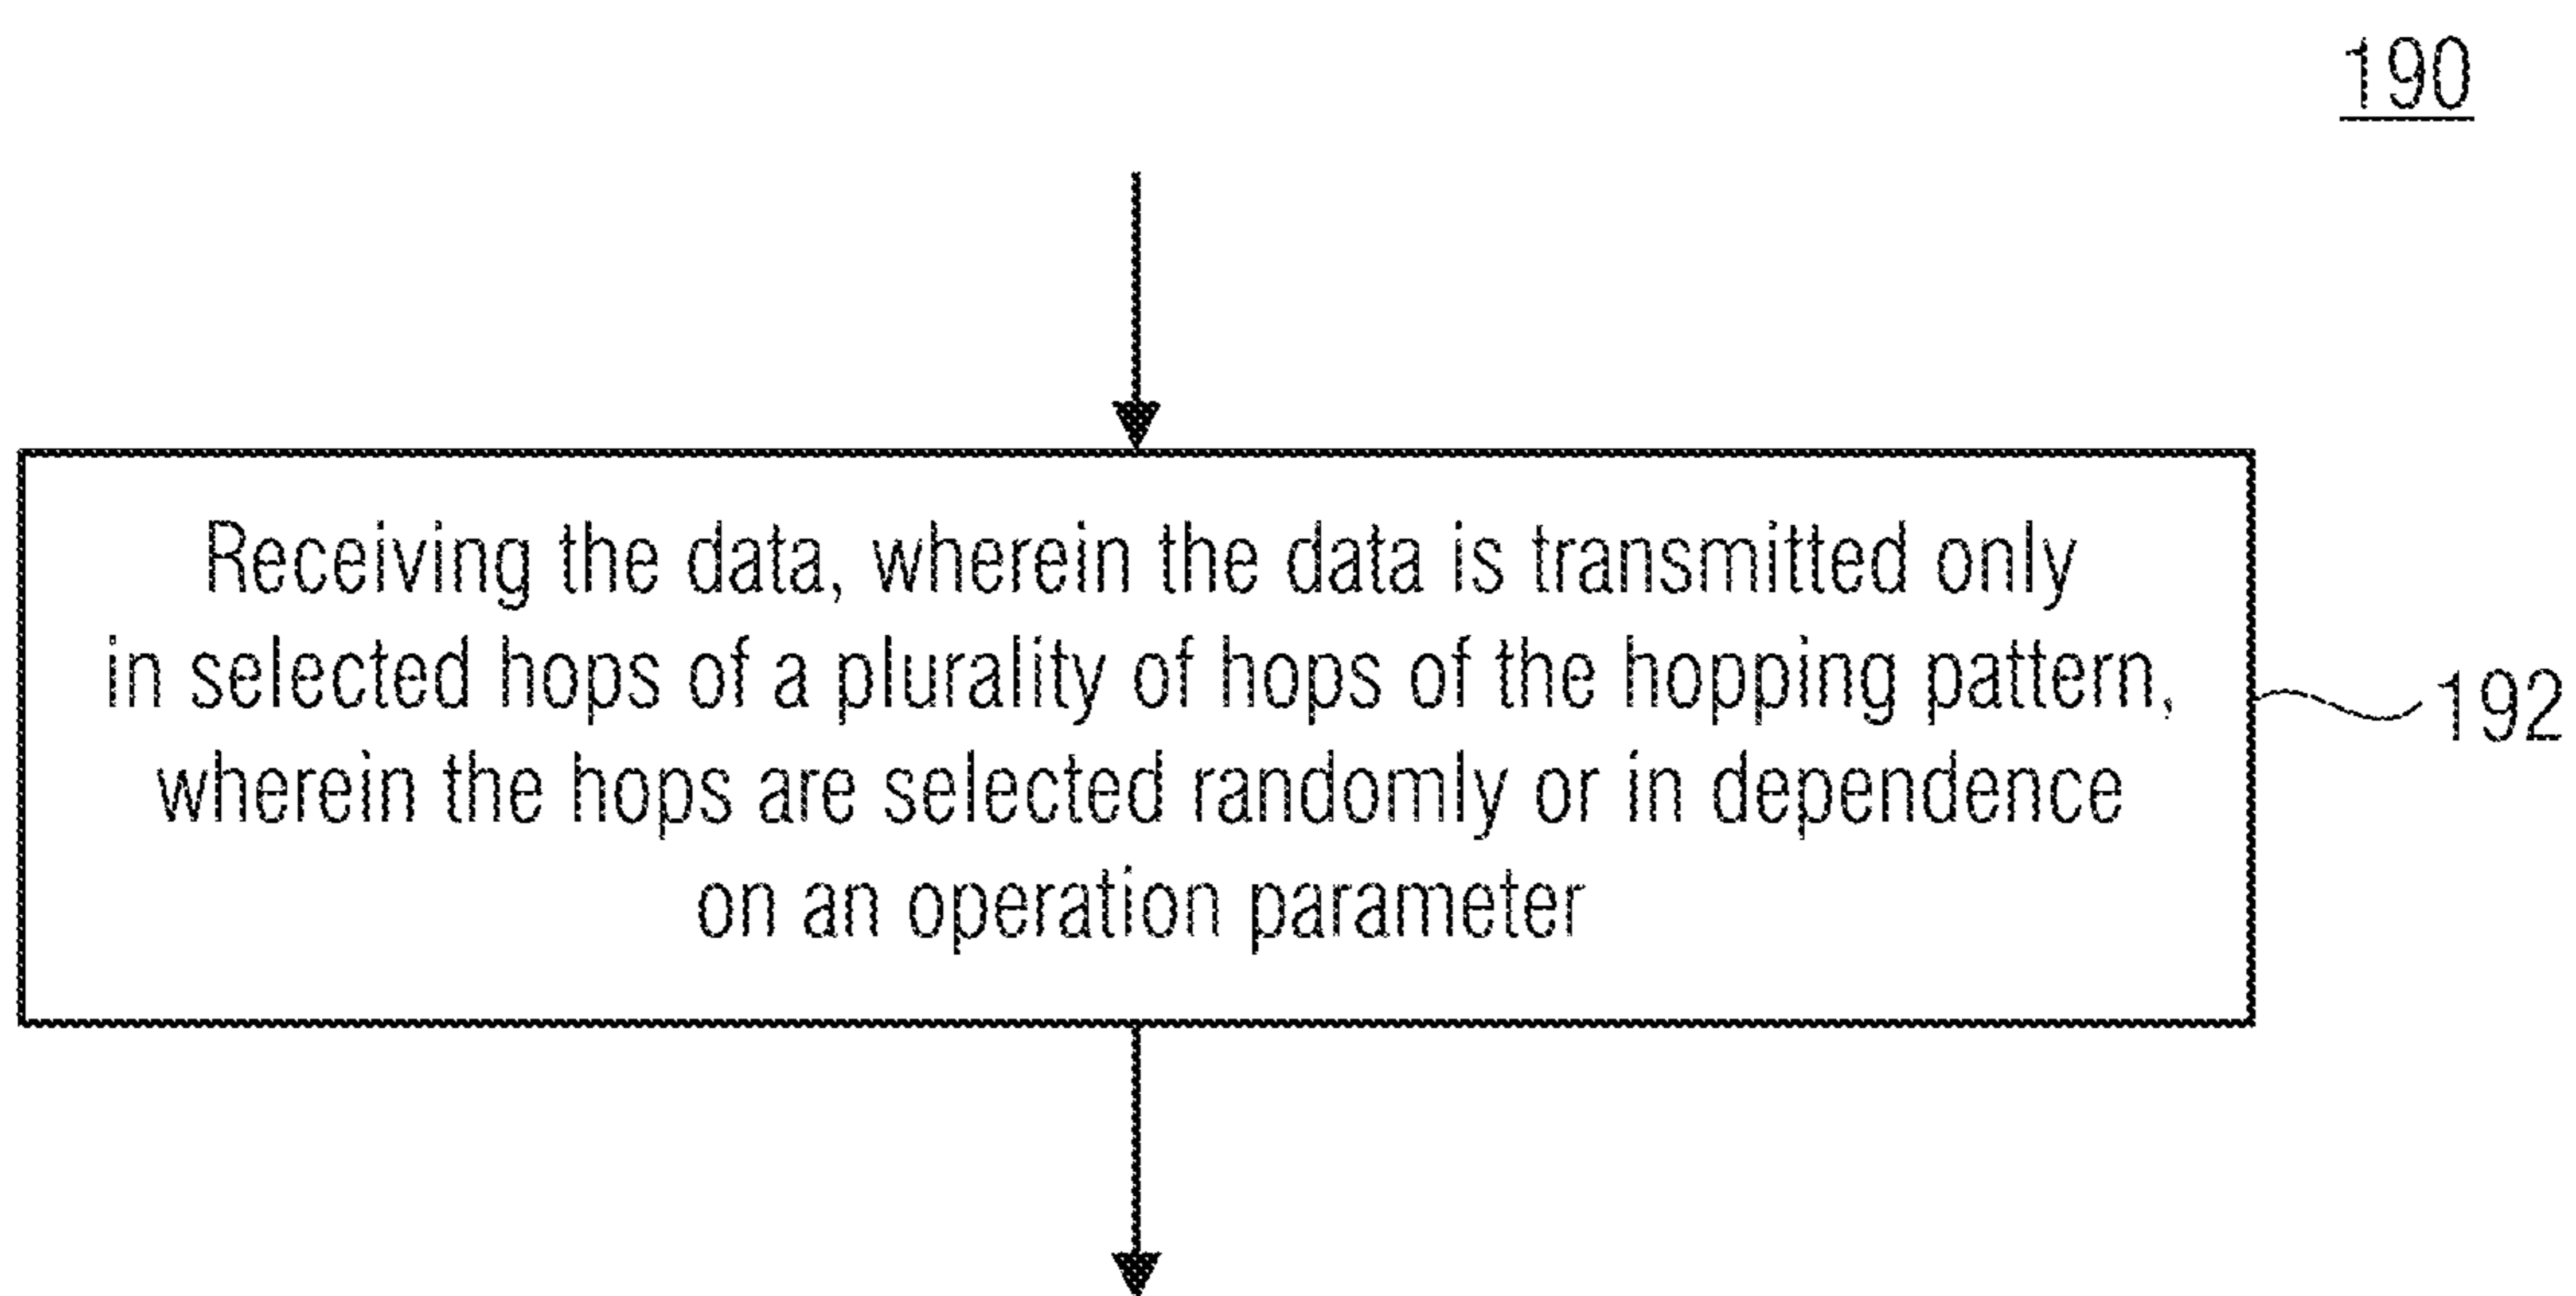 190
Receiving the data, wherein the data is transmitted only
in selected hops of a plurality of hops of the hopping pattern,
wherein the hops are selected randomly or in dependence
on an operation parameter
192